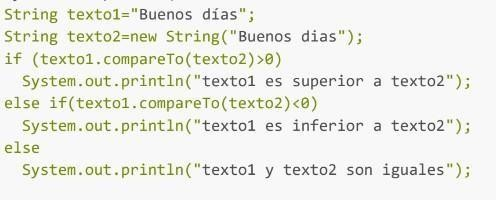 String texto1="Buenos días";
String texto2=new String("Buenos dias");
if (texto1.compareTo(texto2)>0)
System.out.println("texto1 es superior a texto2");
else if(texto1.compareTo(texto2)<0)
System.out.println("texto1 es inferior a texto2");
else
System.out.println("texto1 y texto2 son iguales");